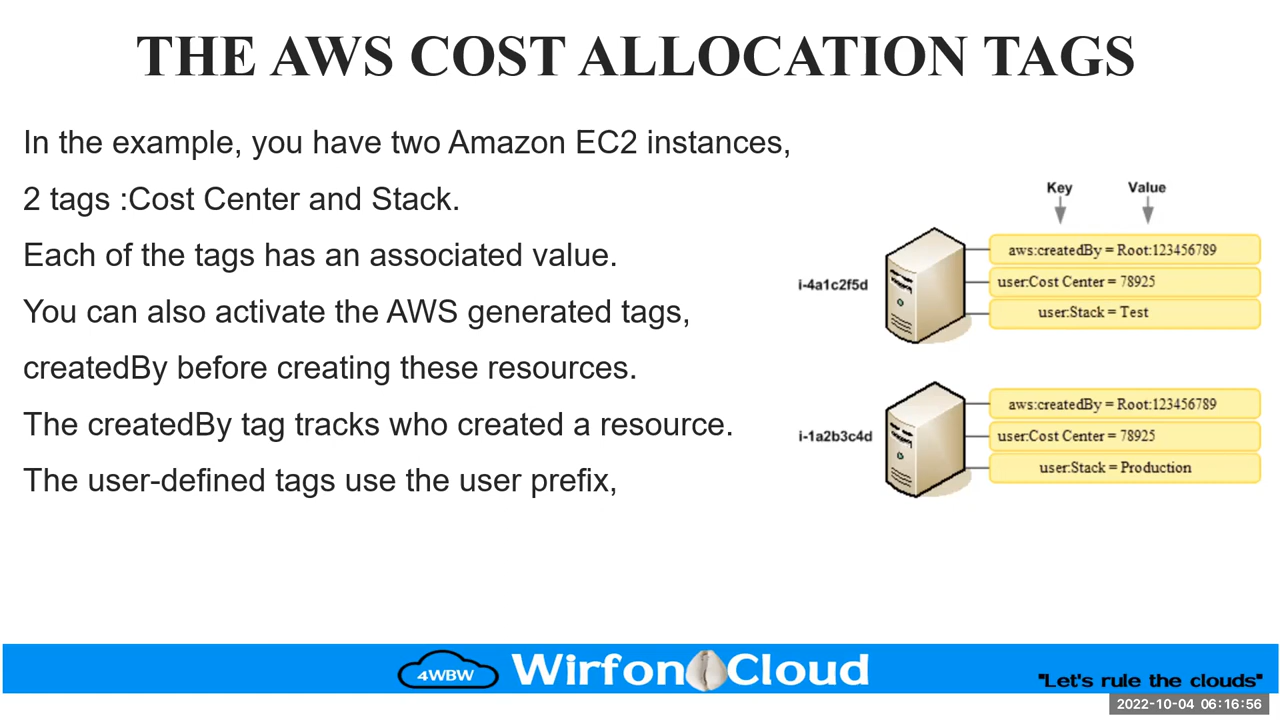 THE AWS COST ALLOCATION TAGS
In the example, you have two Amazon EC2 instances,
2 tags :Cost Center and Stack.
Each of the tags has an associated value.
You can also activate the AWS generated tags,
createdBy before creating these resources.
The createdBy tag tracks who created a resource.
The user-defined tags use the user prefix,
Key Value
i-4a1c2f5d
aws:createdBy = Root:123456789
user:Cost Center = 78925
user:Stack = Test
i-1a2b3c4d
aws:createdBy = Root:123456789
user:Cost Center = 78925
user:Stack = Production
4WBW
Wirfon Cloud
"Let's rule the clouds"
2022-10-04 06:16:56